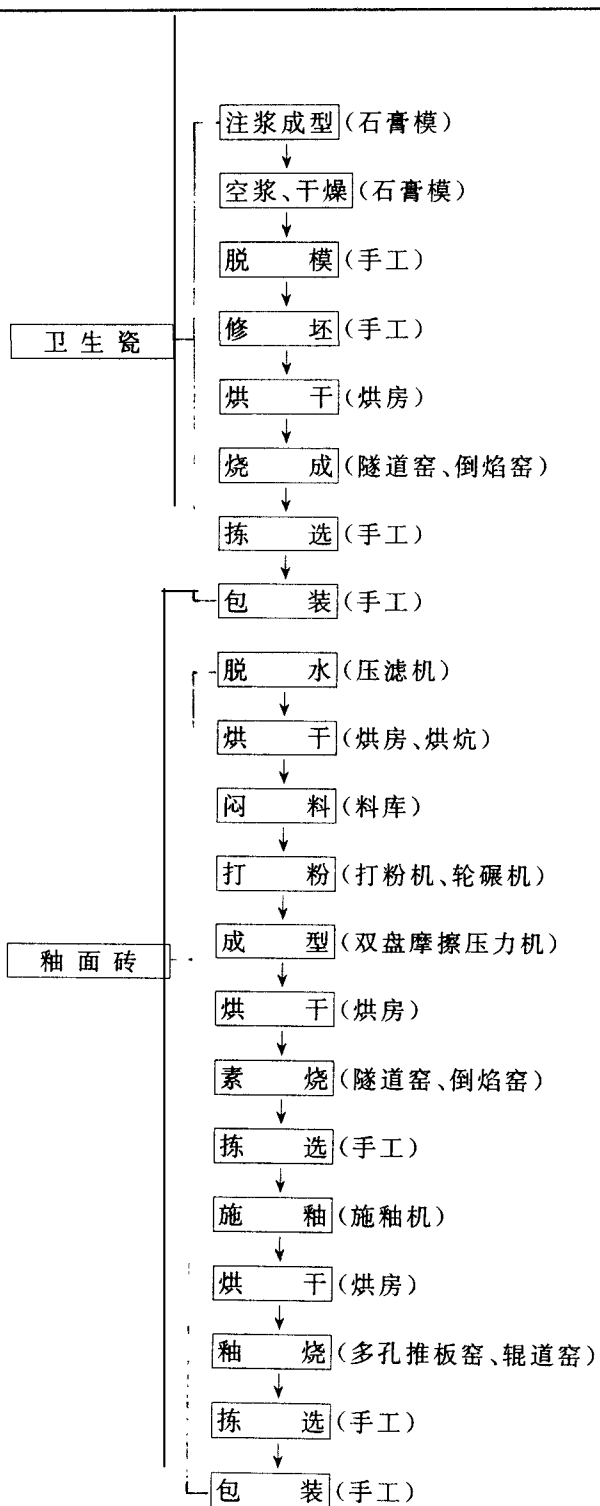 注浆成型(石膏模)
空浆、干燥(石膏模)
脱 模(手工)
修 坯(手工)
卫生瓷
烘 干(烘房)
烧 成(隧道窑、倒焰窑)
拣 选(手工)
包 装(手工)
脱 水(压滤机)
烘 干(烘房、烘炕)
闷 料(料库)
打 粉(打粉机、轮碾机)
成 型(双盘摩擦压力机)
釉面砖
烘 干(烘房)
素 烧(隧道窑、倒焰窑)
拣 选(手工)
施 釉(施釉机)
烘 干(烘房)
釉 烧(多孔推板窑、辊道窑)
拣 选(手工)
包 装(手工)